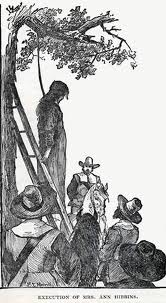 EXECUTION OF MRS. ANN HIBBINS.